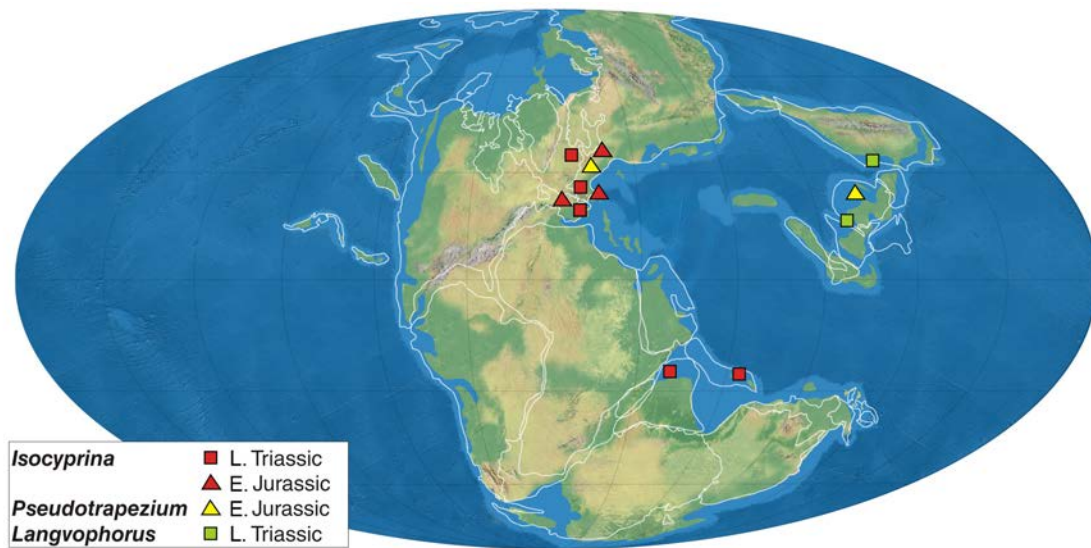 Isocyprina L. Triassic
E. Jurassic
Pseudotrapezium E. Jurassic
Langvophorus L. Triassic